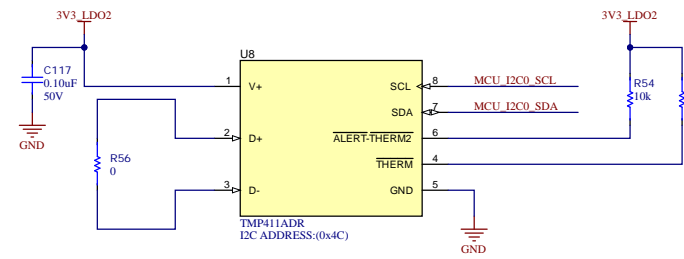 3V3_LDO2
3V3_LDO2
U8
C117
0.10uF
50V
1
V+
SCL
8
MCU_I2C0_SCL
R54
10k
SDA
7
MCU_I2C0_SDA
2
D+
ALERT-THERM2
6
GND
R56
0
THERM
4
3
D-
GND
5
TMP411ADR
I2C ADDRESS:(0x4C)
GND